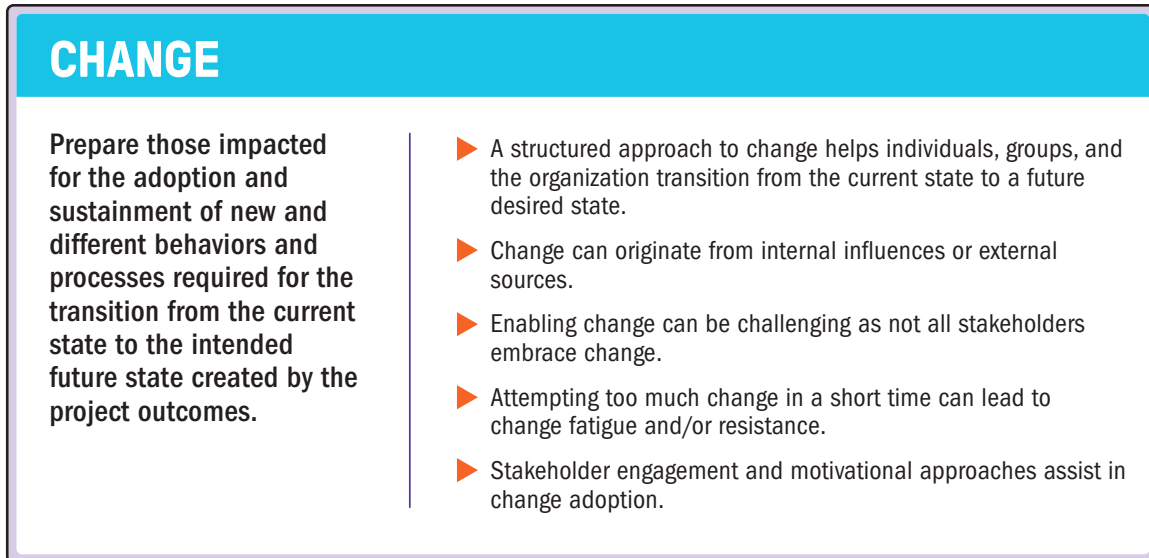 CHANGE
Prepare those impacted
for the adoption and
sustainment of new and
different behaviors and
processes required for the
transition from the current
state to the intended
future state created by the
project outcomes.
A structured approach to change helps individuals, groups, and
the organization transition from the current state to a future
desired state.
Change can originate from internal influences or external
sources.
Enabling change can be challenging as not all stakeholders
embrace change.
Attempting too much change in a short time can lead to
change fatigue and/or resistance.
Stakeholder engagement and motivational approaches assist in
change adoption.